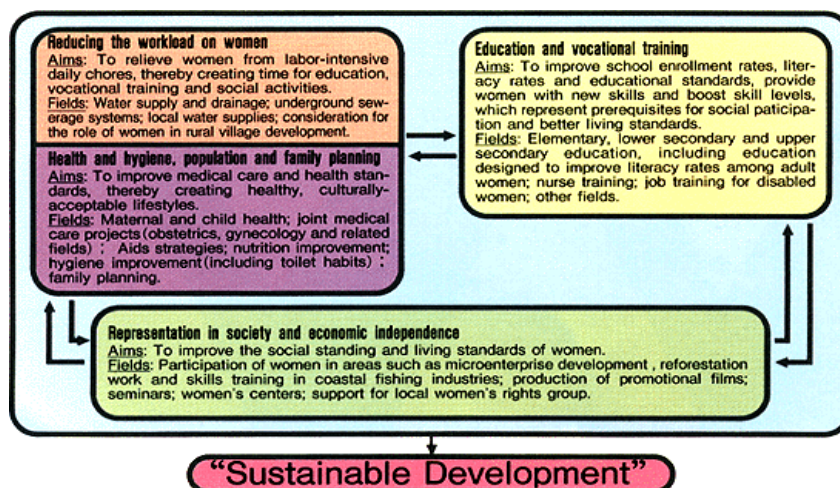 Reducing the workload on women
Aims: To relieve women from labor-intensive
daily chores, thereby creating time for education,
vocational training and social activities.
Fields: Water supply and drainage; underground sew-
erage systems; local water supplies; consideration for
the role of women in rural village development.
Health and hygiene, population and family planning
Aims: To improve medical care and health stan-
dards, thereby creating healthy, culturally-
acceptable lifestyles.
Fields: Maternal and child health; joint medical
care projects(obstetrics, gynecology and related
fields) ; Aids strategies; nutrition improvement;
hygiene improvement(including toilet habits) ;
family planning.
Education and vocational training
Aims: To improve school enrollment rates, liter-
acy rates and educational standards, provide
women with new skills and boost skill levels,
which represent prerequisites for social paticipa-
tion and better living standards.
Fields: Elementary, lower secondary and upper
secondary education, including education
designed to improve literacy rates among adult
women; nurse training; job training for disabled
women; other fields.
Representation in society and economic independence
Aims: To improve the social standing and living standards of women.
Fields: Participation of women in areas such as microenterprise development , reforestation
work and skills training in coastal fishing industries; production of promotional films;
seminars; women's centers; support for local women's rights group.
"Sustainable Development"